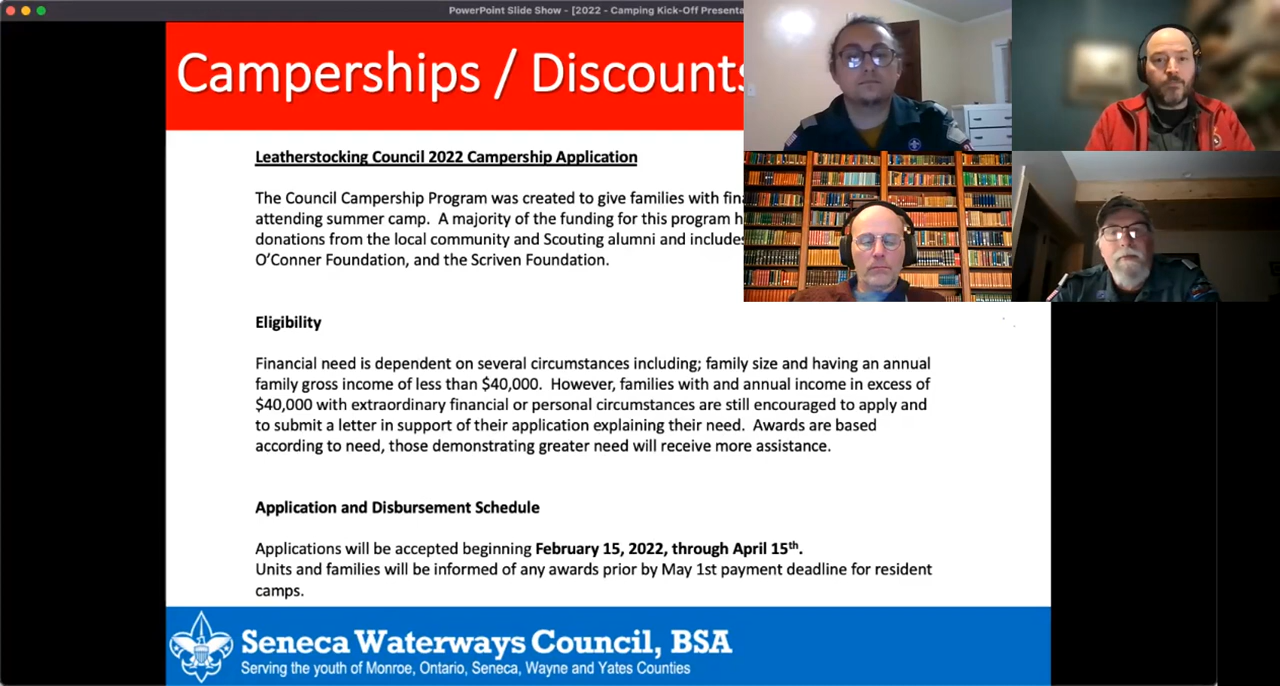 PowerPoint Slide Show - [2022 - Camping Kick-Off
Camperships / Discounts
Leatherstocking Council 2022 Campership Application
The Council Campership Program was created to give families with
attending summer camp. A majority of the funding for this program
donations from the local community and Scouting alumni and includes
O'Conner Foundation, and the Scriven Foundation.
Eligibility
Financial need is dependent on several circumstances including; family size and having an annual
family gross income of less than $40,000. However, families with and annual income in excess of
$40,000 with extraordinary financial or personal circumstances are still encouraged to apply and
to submit a letter in support of their application explaining their need. Awards are based
according to need, those demonstrating greater need will receive more assistance.
Application and Disbursement Schedule
Applications will be accepted beginning February 15, 2022, through April 15th.
Units and families will be informed of any awards prior by May 1st payment deadline for resident
camps.
Seneca Waterways Council, BSA
Serving the youth of Monroe, Ontario, Seneca, Wayne and Yates Counties